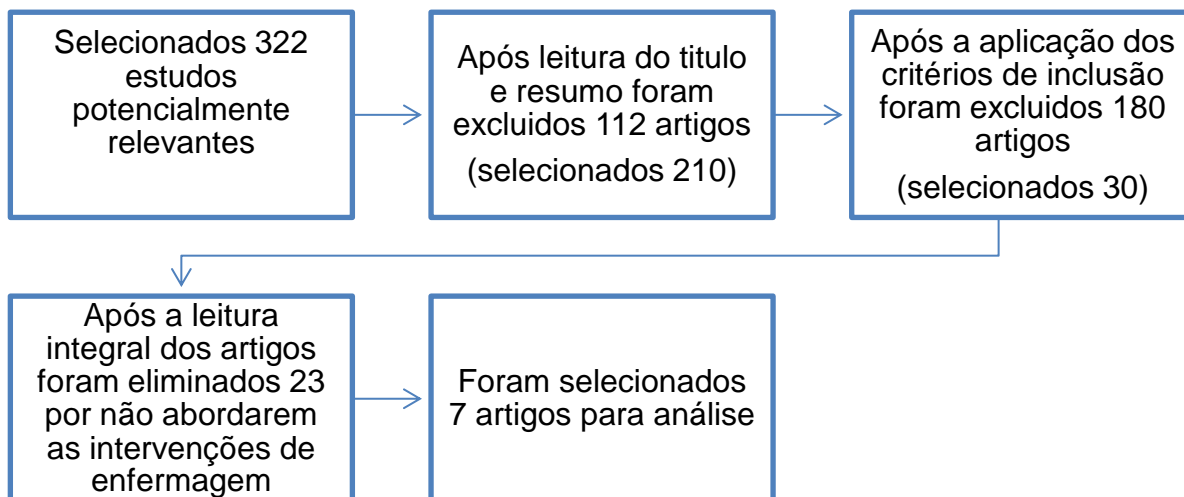 Selecionados 322
estudos
potencialmente
relevantes
Após leitura do titulo
e resumo foram
excluidos 112 artigos
(selecionados 210)
Após a aplicação dos
critérios de inclusão
foram excluidos 180
artigos
(selecionados 30)
Após a leitura
integral dos artigos
foram eliminados 23
por não abordarem
as intervenções de
enfermagem
Foram selecionados
7 artigos para análise